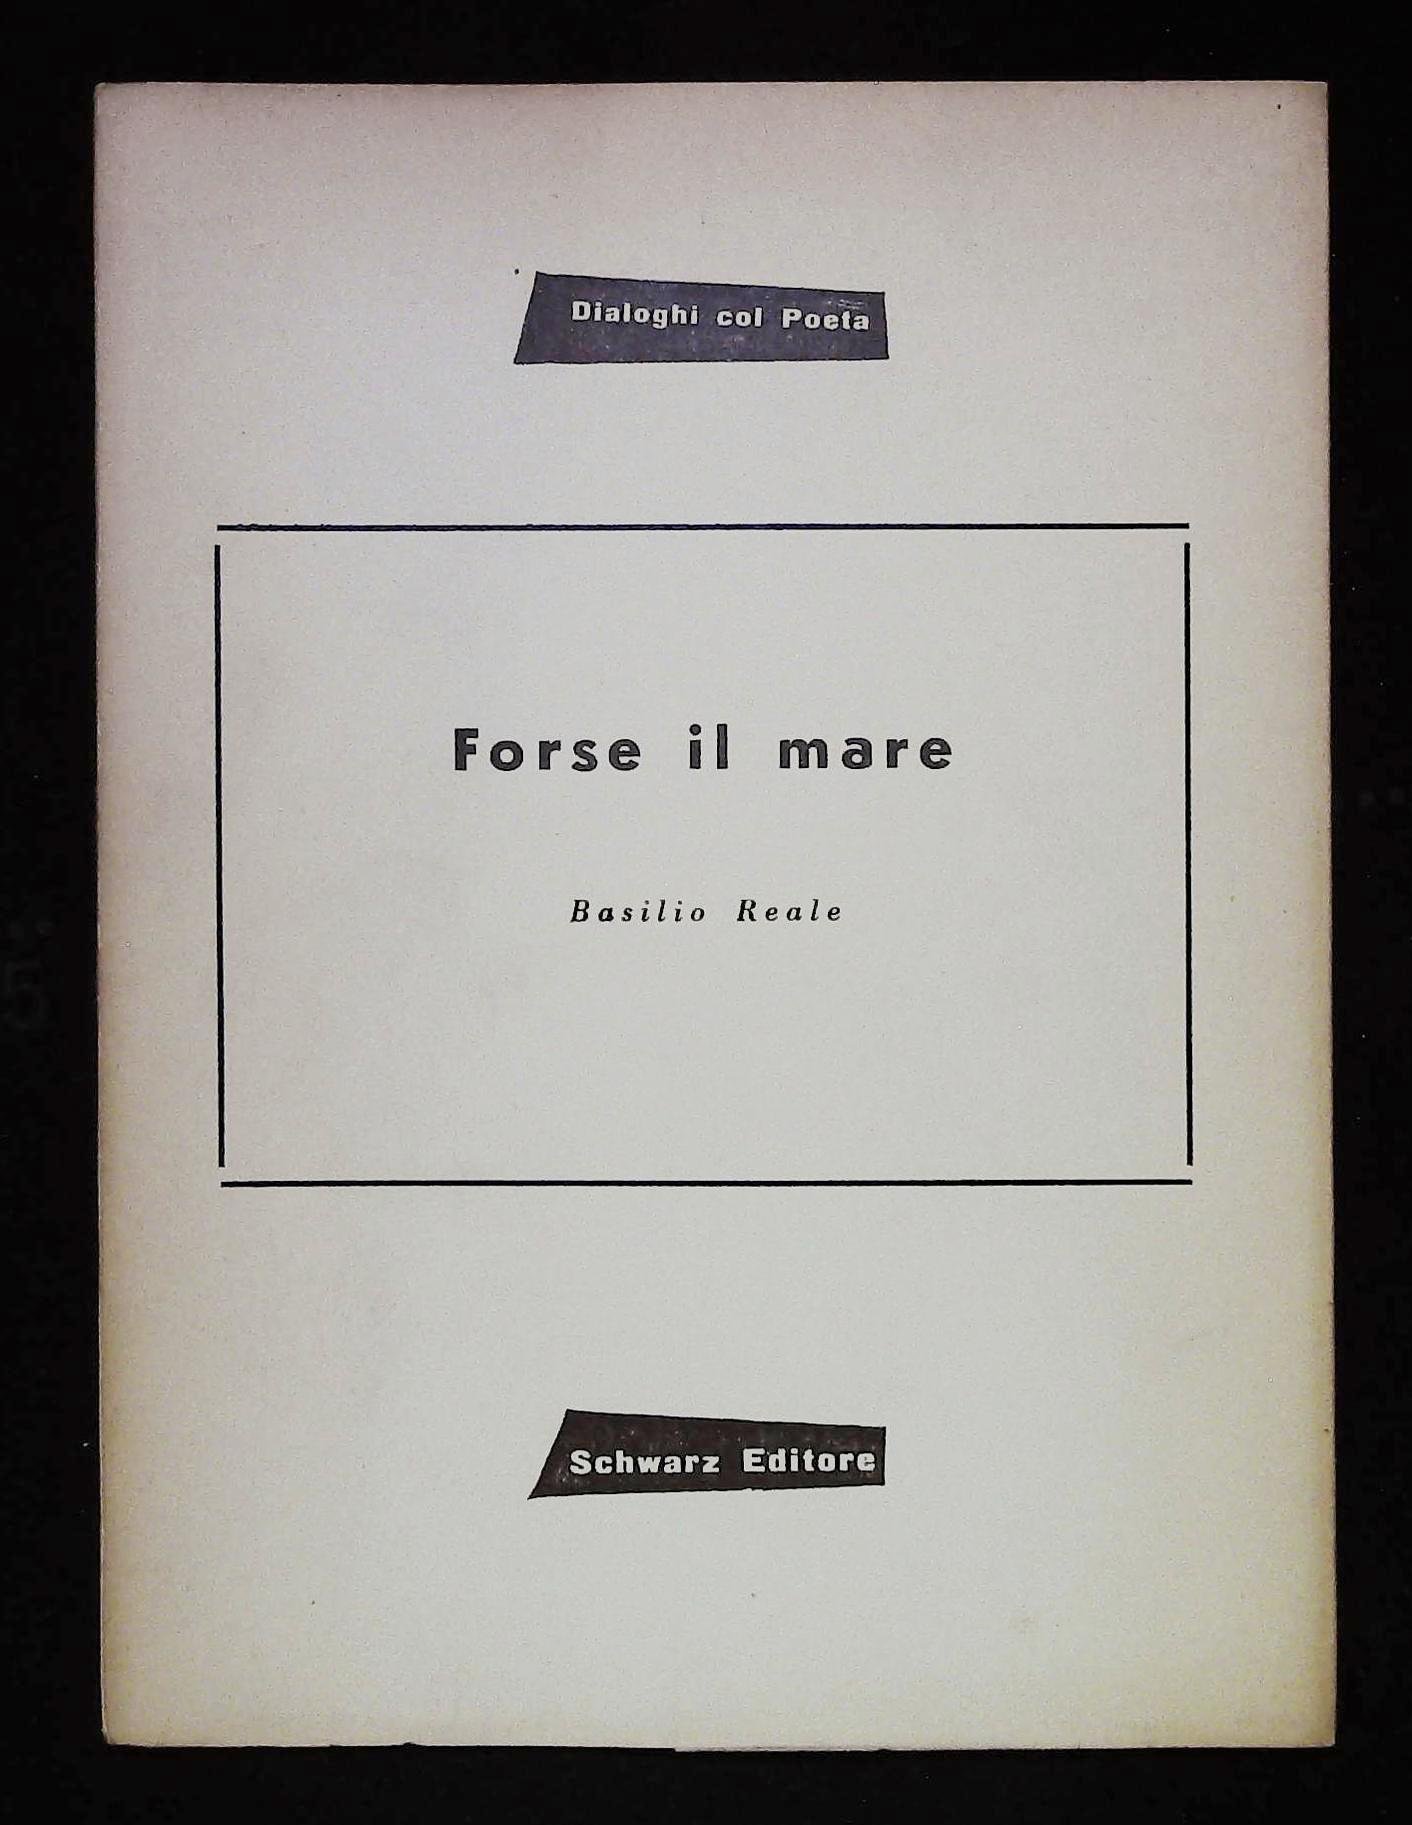 Dialoghi col Poeta
Forse il mare
Basilio Reale
Schwarz Editore